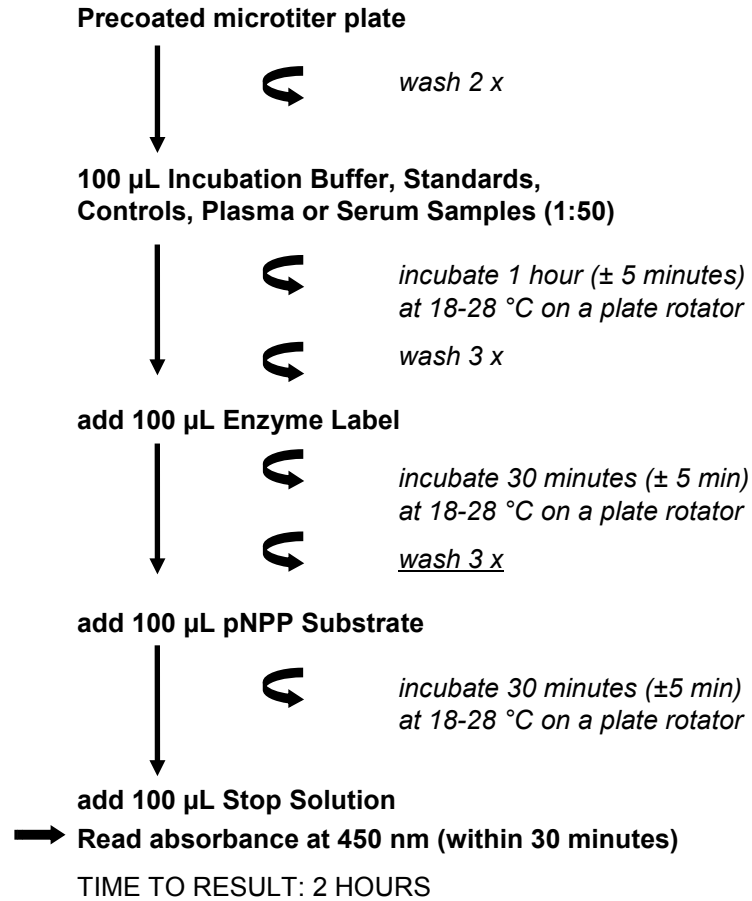 Precoated microtiter plate
wash 2 x
100 µL Incubation Buffer, Standards,
Controls, Plasma or Serum Samples (1:50)
incubate 1 hour (± 5 minutes)
at 18-28 °C on a plate rotator
wash 3 x
add 100 µL Enzyme Label
incubate 30 minutes (± 5 min)
at 18-28 °C on a plate rotator
wash 3 x
add 100 µL pNPP Substrate
incubate 30 minutes (±5 min)
at 18-28 °C on a plate rotator
add 100 µL Stop Solution
Read absorbance at 450 nm (within 30 minutes)
TIME TO RESULT: 2 HOURS